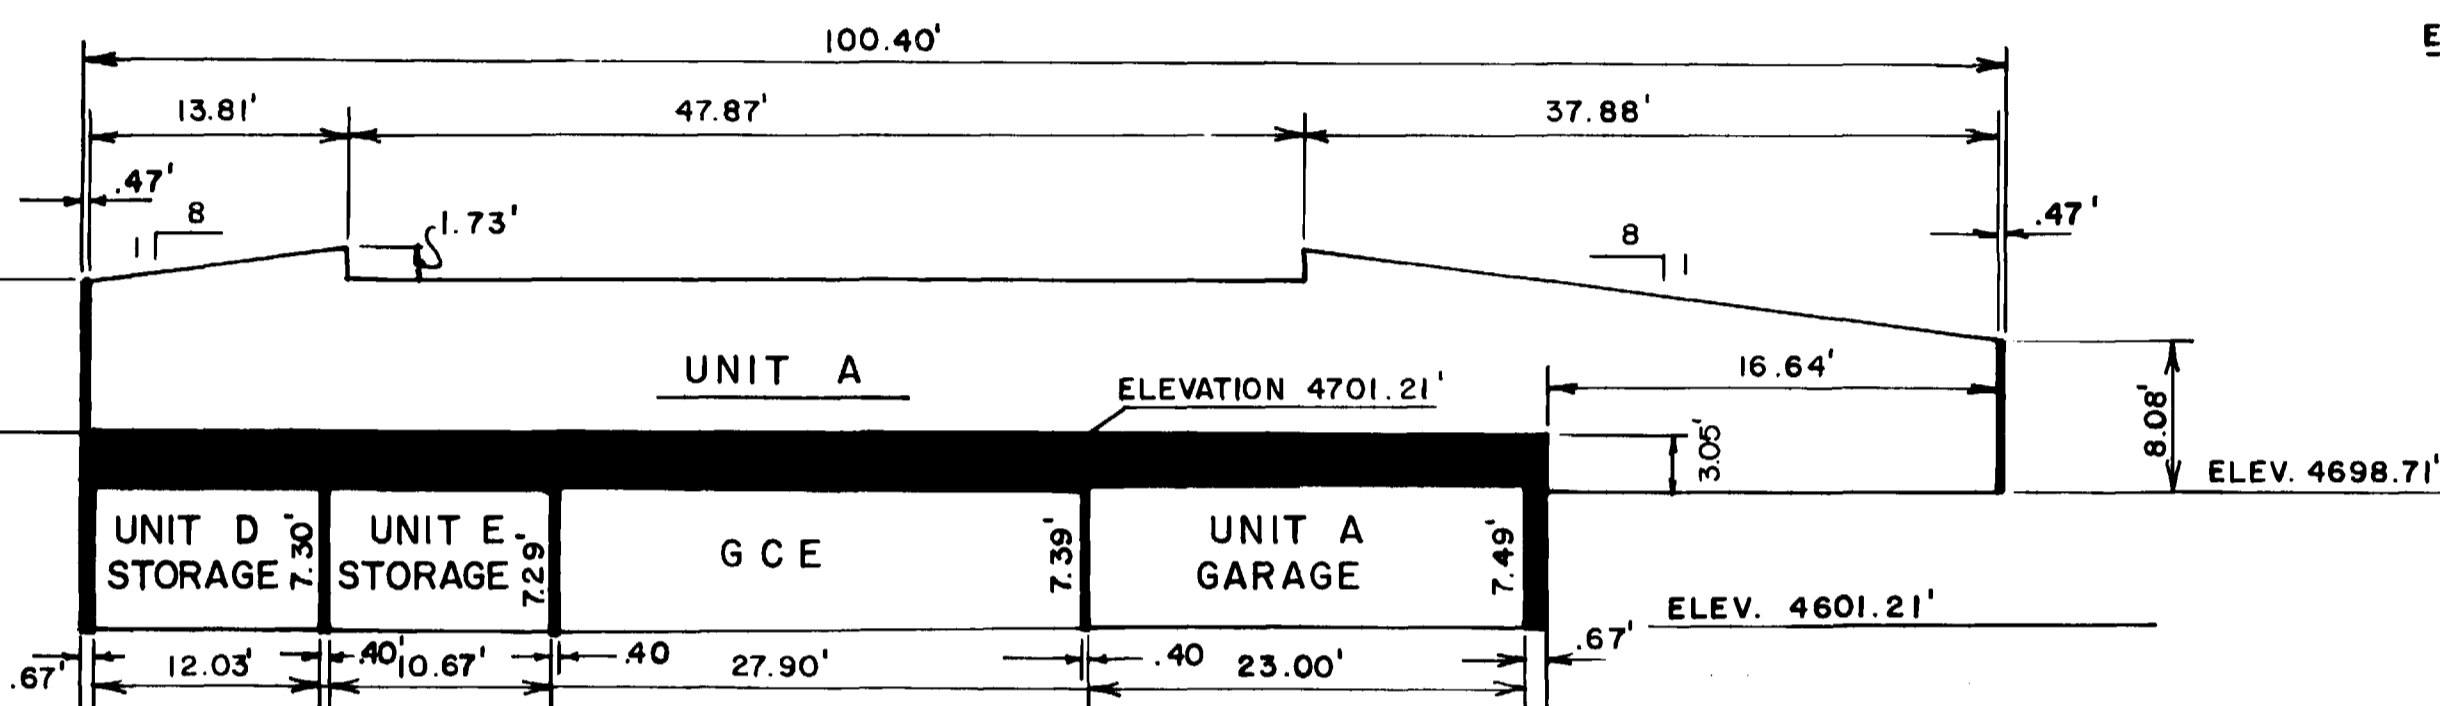 100.40'
E
13.81'
47.87'
37.88'
.47'
8
1
1.73'
8
1
.47'
UNIT A
ELEVATION 4701.21'
16.64'
3.05'
8.08'
ELEV. 4698.71'
UNIT D
STORAGE
7.30'
UNIT E
STORAGE
7.29'
GCE
7.39'
UNIT A
GARAGE
7.49'
ELEV. 4601.21'
.67'
12.03'
.40'
10.67'
.40
27.90'
.40
23.00'
.67'